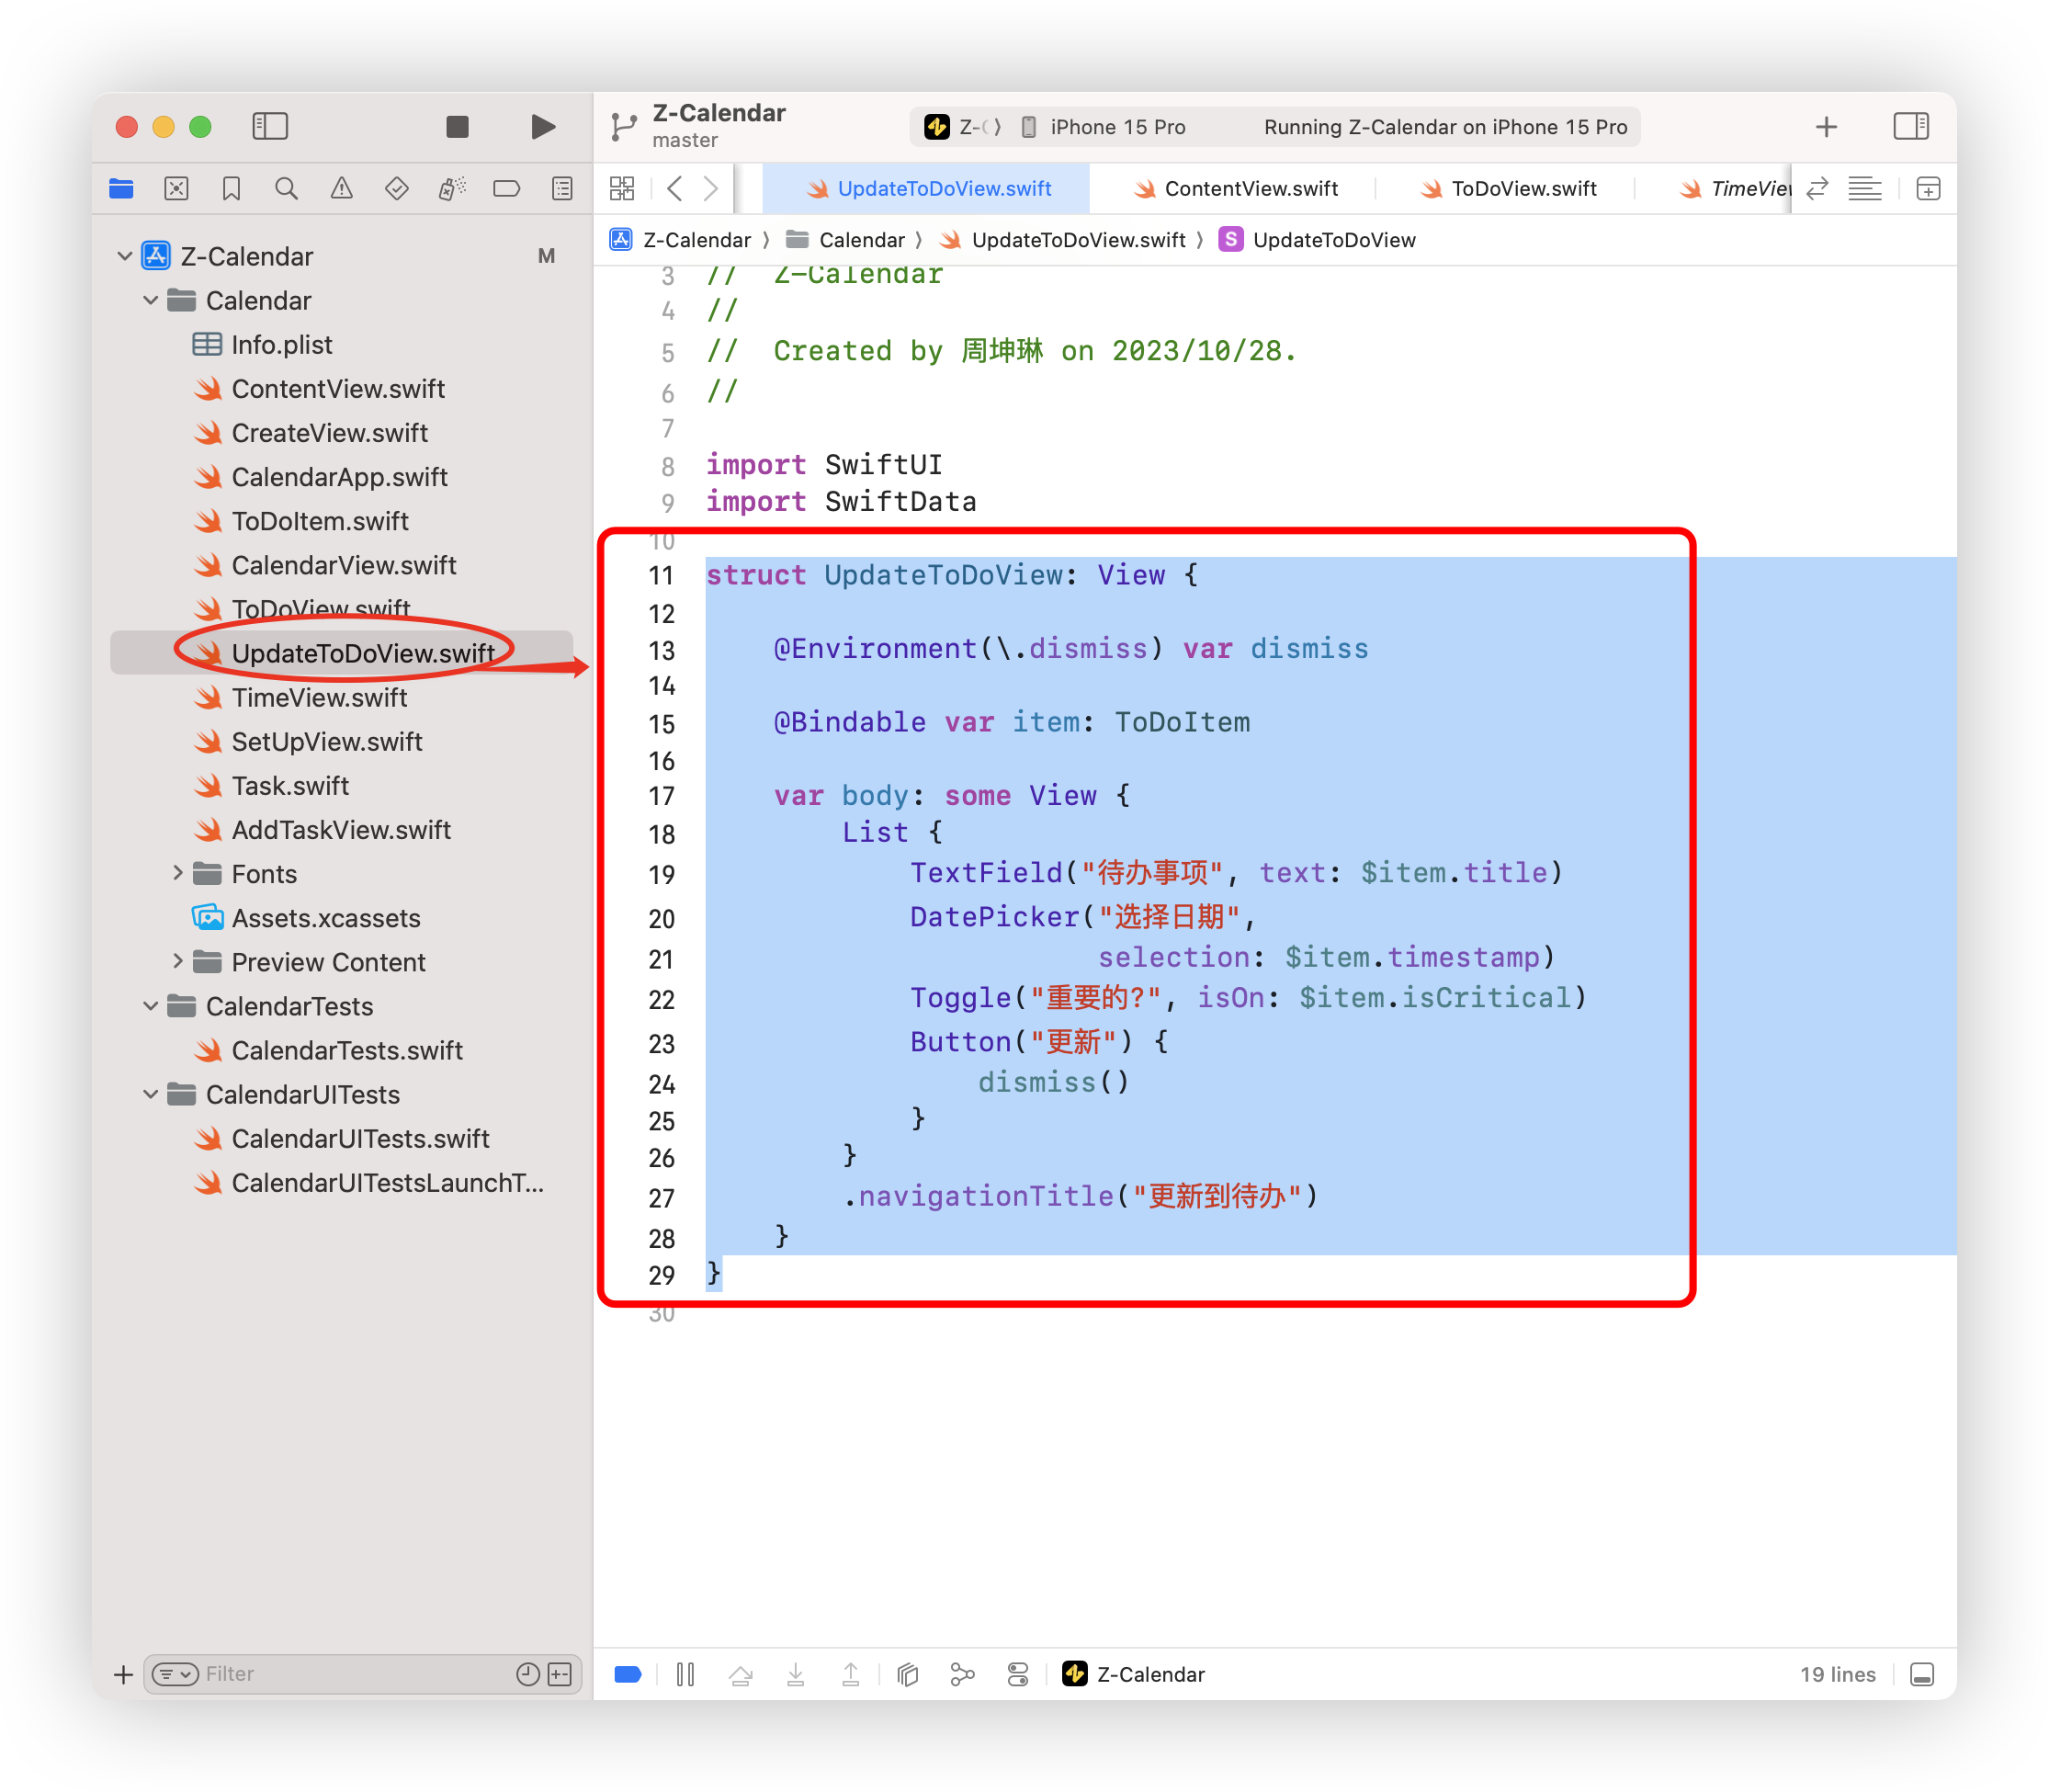 Z-Calendar
master
Z-
iPhone 15 Pro
Running Z-Calendar on iPhone 15 Pro
UpdateToDoView.swift
ContentView.swift
ToDoView.swift
TimeView
Z-Calendar
Calendar
UpdateToDoView.swift
S
UpdateToDoView
Z-Calendar
M
Calendar
Info.plist
ContentView.swift
CreateView.swift
CalendarApp.swift
ToDoItem.swift
CalendarView.swift
ToDoView.swift
UpdateToDoView.swift
TimeView.swift
SetUpView.swift
Task.swift
AddTaskView.swift
Fonts
Assets.xcassets
Preview Content
CalendarTests
CalendarTests.swift
CalendarUITests
CalendarUITests.swift
CalendarUITestsLaunchT...
Filter
3 //  Z-Calendar
4 //
5 //  Created by 周坤琳 on 2023/10/28.
6 //
7
8 import SwiftUI
9 import SwiftData
10
11 struct UpdateToDoView: View {
12
13     @Environment(\.dismiss) var dismiss
14
15     @Bindable var item: ToDoItem
16
17     var body: some View {
18         List {
19             TextField("待办事项", text: $item.title)
20             DatePicker("选择日期",
21                        selection: $item.timestamp)
22             Toggle("重要的?", isOn: $item.isCritical)
23             Button("更新") {
24                 dismiss()
25             }
26         }
27         .navigationTitle("更新到待办")
28     }
29 }
30
Z-Calendar
19 lines